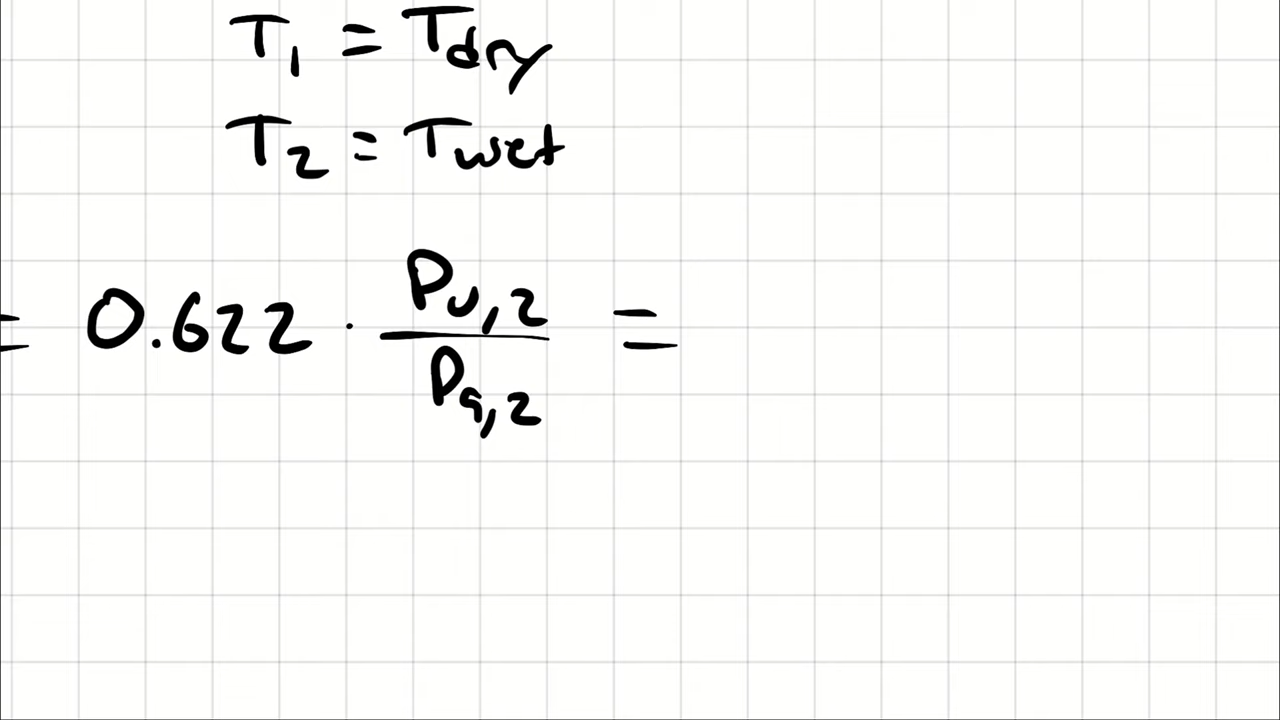 T₁ = Tdry
T₂ = Twet
= 0.622 · Pv,2 / Pa,2 =